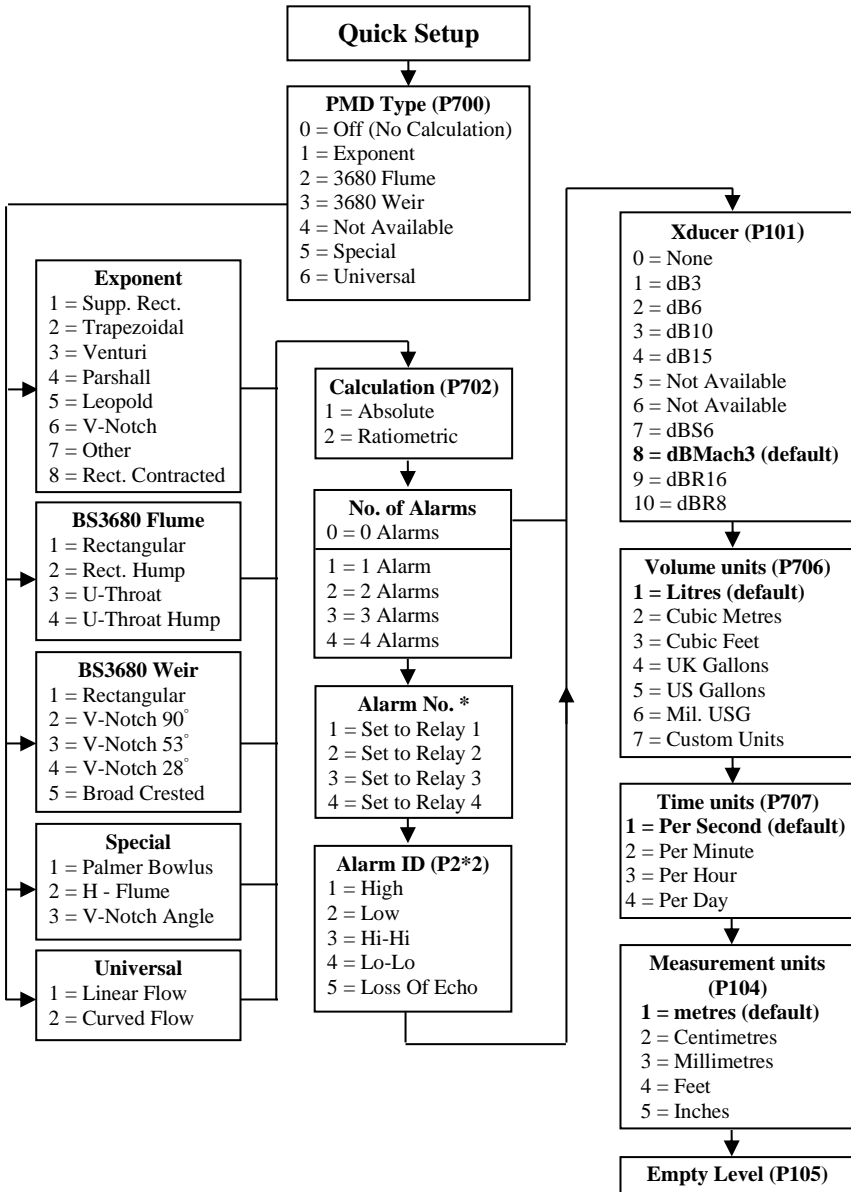 Quick Setup
PMD Type (P700)
0 = Off (No Calculation)
1 = Exponent
2 = 3680 Flume
3 = 3680 Weir
4 = Not Available
5 = Special
6 = Universal
Exponent
1 = Supp. Rect.
2 = Trapezoidal
3 = Venturi
4 = Parshall
5 = Leopold
6 = V-Notch
7 = Other
8 = Rect. Contracted
BS3680 Flume
1 = Rectangular
2 = Rect. Hump
3 = U-Throat
4 = U-Throat Hump
BS3680 Weir
1 = Rectangular
2 = V-Notch 90°
3 = V-Notch 53°
4 = V-Notch 28°
5 = Broad Crested
Special
1 = Palmer Bowlus
2 = H - Flume
3 = V-Notch Angle
Universal
1 = Linear Flow
2 = Curved Flow
Calculation (P702)
1 = Absolute
2 = Ratiometric
No. of Alarms
0 = 0 Alarms
1 = 1 Alarm
2 = 2 Alarms
3 = 3 Alarms
4 = 4 Alarms
Alarm No. *
1 = Set to Relay 1
2 = Set to Relay 2
3 = Set to Relay 3
4 = Set to Relay 4
Alarm ID (P2*2)
1 = High
2 = Low
3 = Hi-Hi
4 = Lo-Lo
5 = Loss Of Echo
Xducer (P101)
0 = None
1 = dB3
2 = dB6
3 = dB10
4 = dB15
5 = Not Available
6 = Not Available
7 = dBS6
8 = dBMach3 (default)
9 = dBR16
10 = dBR8
Volume units (P706)
1 = Litres (default)
2 = Cubic Metres
3 = Cubic Feet
4 = UK Gallons
5 = US Gallons
6 = Mil. USG
7 = Custom Units
Time units (P707)
1 = Per Second (default)
2 = Per Minute
3 = Per Hour
4 = Per Day
Measurement units
(P104)
1 = metres (default)
2 = Centimetres
3 = Millimetres
4 = Feet
5 = Inches
Empty Level (P105)